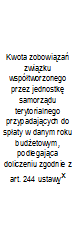 Kwota zobowiązań
związku
współtworzonego
przez jednostkę
samorządu
terytorialnego
przypadających do
spłaty w danym roku
budżetowym,
podlegająca
doliczeniu zgodnie z
art. 244 ustawy x